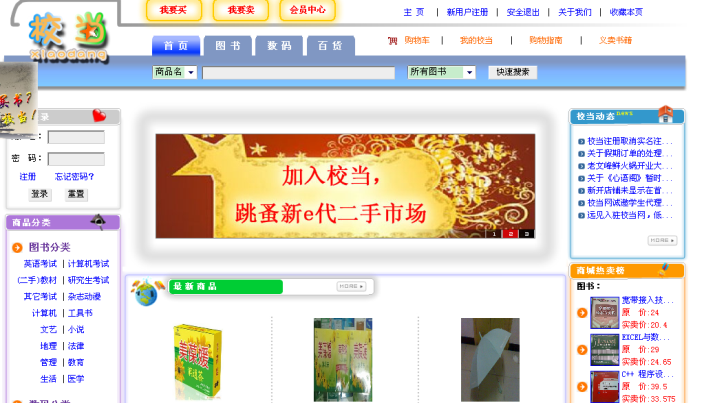 我要买 我要卖 会员中心
主 页 | 新用户注册 | 安全退出 | 关于我们 | 收藏本页
校当
xiaodang
首 页 图 书 数 码 百 货
购物车 | 我的校当 | 购物指南 | 义卖书籍
商品名 所有图书 快速搜索
买书?
录
密 码：
注册 忘记密码?
登录 重置
商品分类
图书分类
英语考试 | 计算机考试
(二手)教材 | 研究生考试
其它考试 | 杂志动漫
计算机 | 工具书
文艺 | 小说
地理 | 法律
管理 | 教育
生活 | 医学
数码分类
加入校当，
跳蚤新e代二手市场
1 2 3
最新商品
MORE
美葆媛
校当动态
NEWS
校当注册取消实名注...
关于假期订单的处理...
老文峰鲜火锅开业大...
关于《心语阁》暂时...
新开店铺未显示在首...
校当网诚邀学生代理...
远见入驻校当网，低...
MORE
商城热卖榜
图书:
宽带接入技...
原 价:24
实卖价:20.4
EXCEL与数...
原 价:29
实卖价:24.65
C++ 程序设...
原 价:39.5
实卖价:33.575